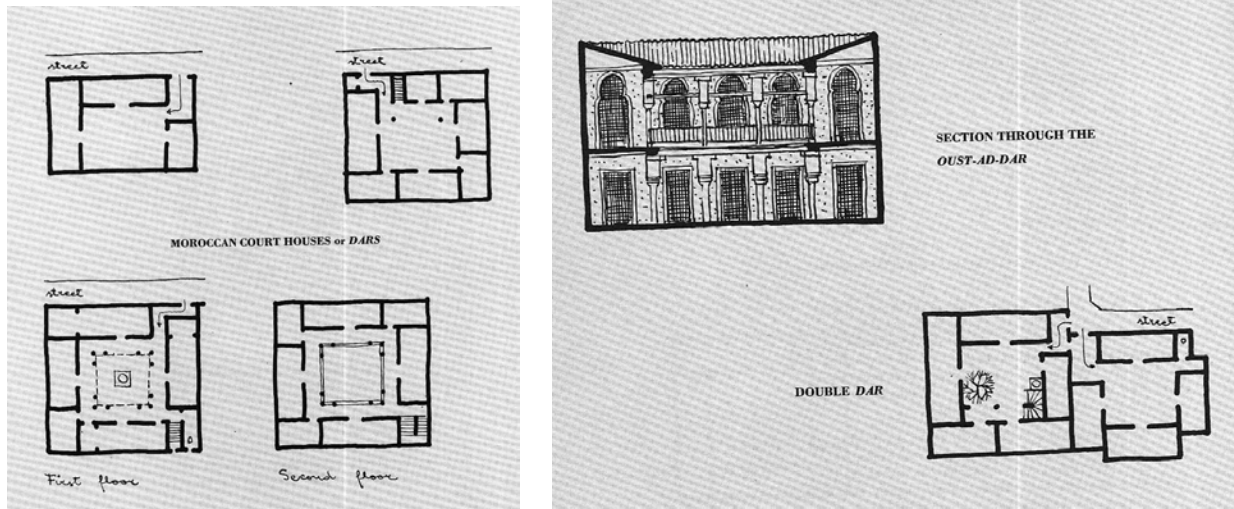 street
street
MOROCCAN COURT HOUSES or DARS
street
First floor
Second floor
SECTION THROUGH THE
OUST-AD-DAR
street
DOUBLE DAR